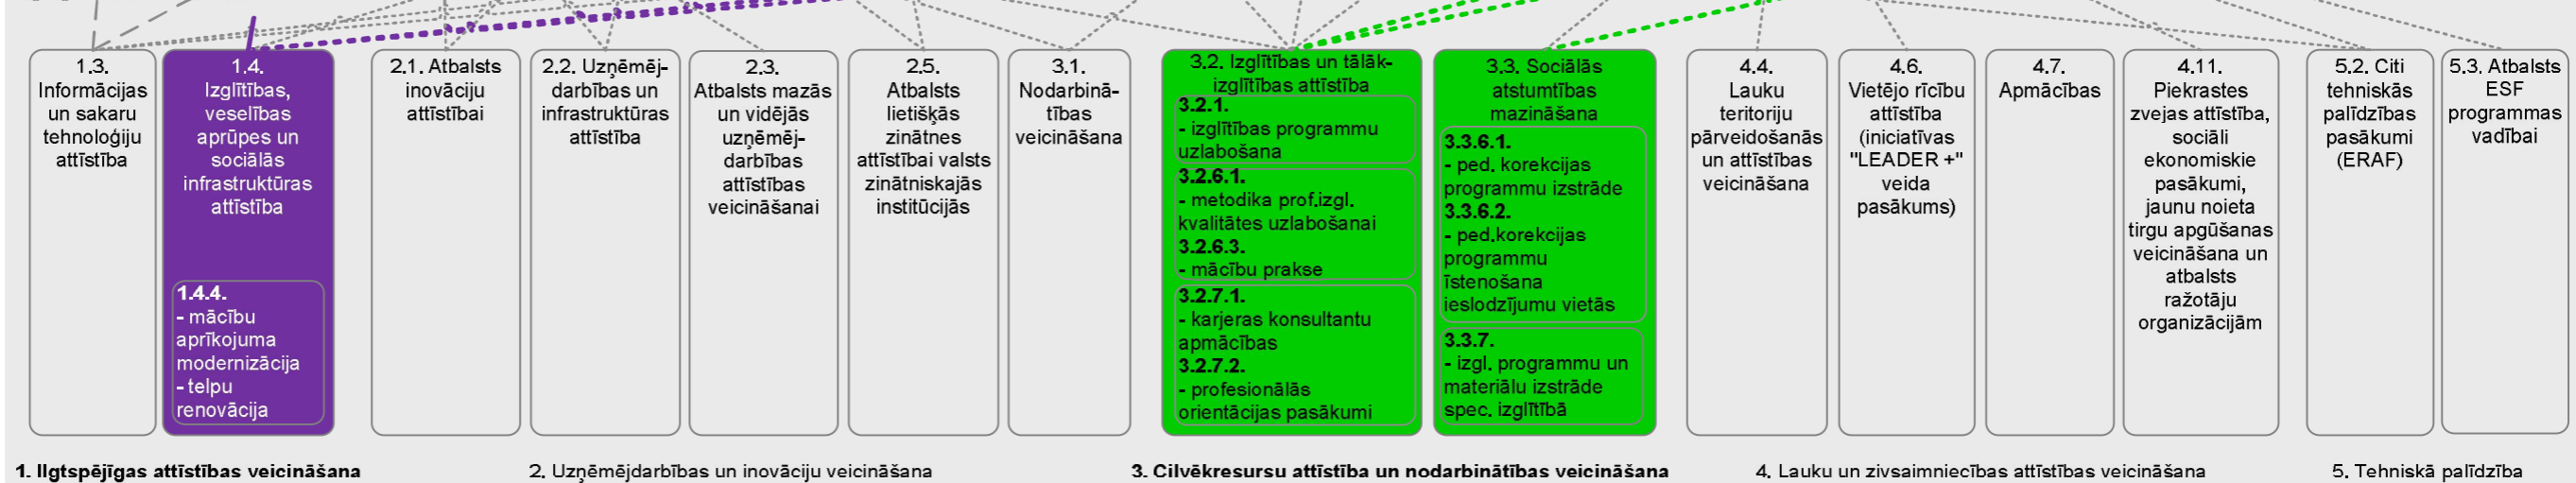 1.3.
Informācijas
un sakaru
tehnoloģiju
attīstība
1.4.
Izglītības,
veselības
aprūpes un
sociālās
infrastruktūras
attīstība
1.4.4.
- mācību
aprīkojuma
modernizācija
- telpu
renovācija
2.1. Atbalsts
inovāciju
attīstībai
2.2. Uzņēmēj-
darbības un
infrastruktūras
attīstība
2.3.
Atbalsts mazās
un vidējās
uzņēmēj-
darbības
attīstības
veicināšanai
2.5.
Atbalsts
lietišķās
zinātnes
attīstībai valsts
zinātniskajās
institūcijās
3.1.
Nodarbinā-
tības
veicināšana
3.2. Izglītības un tālāk-
izglītības attīstība
3.2.1.
- izglītības programmu
uzlabošana
3.2.6.1.
- metodika prof.izgl.
kvalitātes uzlabošanai
3.2.6.3.
- mācību prakse
3.2.7.1.
- karjeras konsultantu
apmācības
3.2.7.2.
- profesionālās
orientācijas pasākumi
3.3. Sociālās
atstumtības
mazināšana
3.3.6.1.
- ped. korekcijas
programmu izstrāde
3.3.6.2.
- ped.korekcijas
programmu
īstenošana
ieslodzījumu vietās
3.3.7.
- izgl. programmu un
materiālu izstrāde
spec. izglītībā
4.4.
Lauku
teritoriju
pārveidošanās
un attīstības
veicināšana
4.6.
Vietējo rīcību
attīstība
(iniciatīvas
"LEADER +"
veida
pasākums)
4.7.
Apmācības
4.11.
Piekrastes
zvejas attīstība,
sociāli
ekonomiskie
pasākumi,
jaunu noieta
tirgu apgūšanas
veicināšana un
atbalsts
ražotāju
organizācijām
5.2. Citi
tehniskās
palīdzības
pasākumi
(ERAF)
5.3. Atbalsts
ESF
programmas
vadībai
1. Ilgtspējīgas attīstības veicināšana
2. Uzņēmējdarbības un inovāciju veicināšana
3. Cilvēkresursu attīstība un nodarbinātības veicināšana
4. Lauku un zivsaimniecības attīstības veicināšana
5. Tehniskā palīdzība